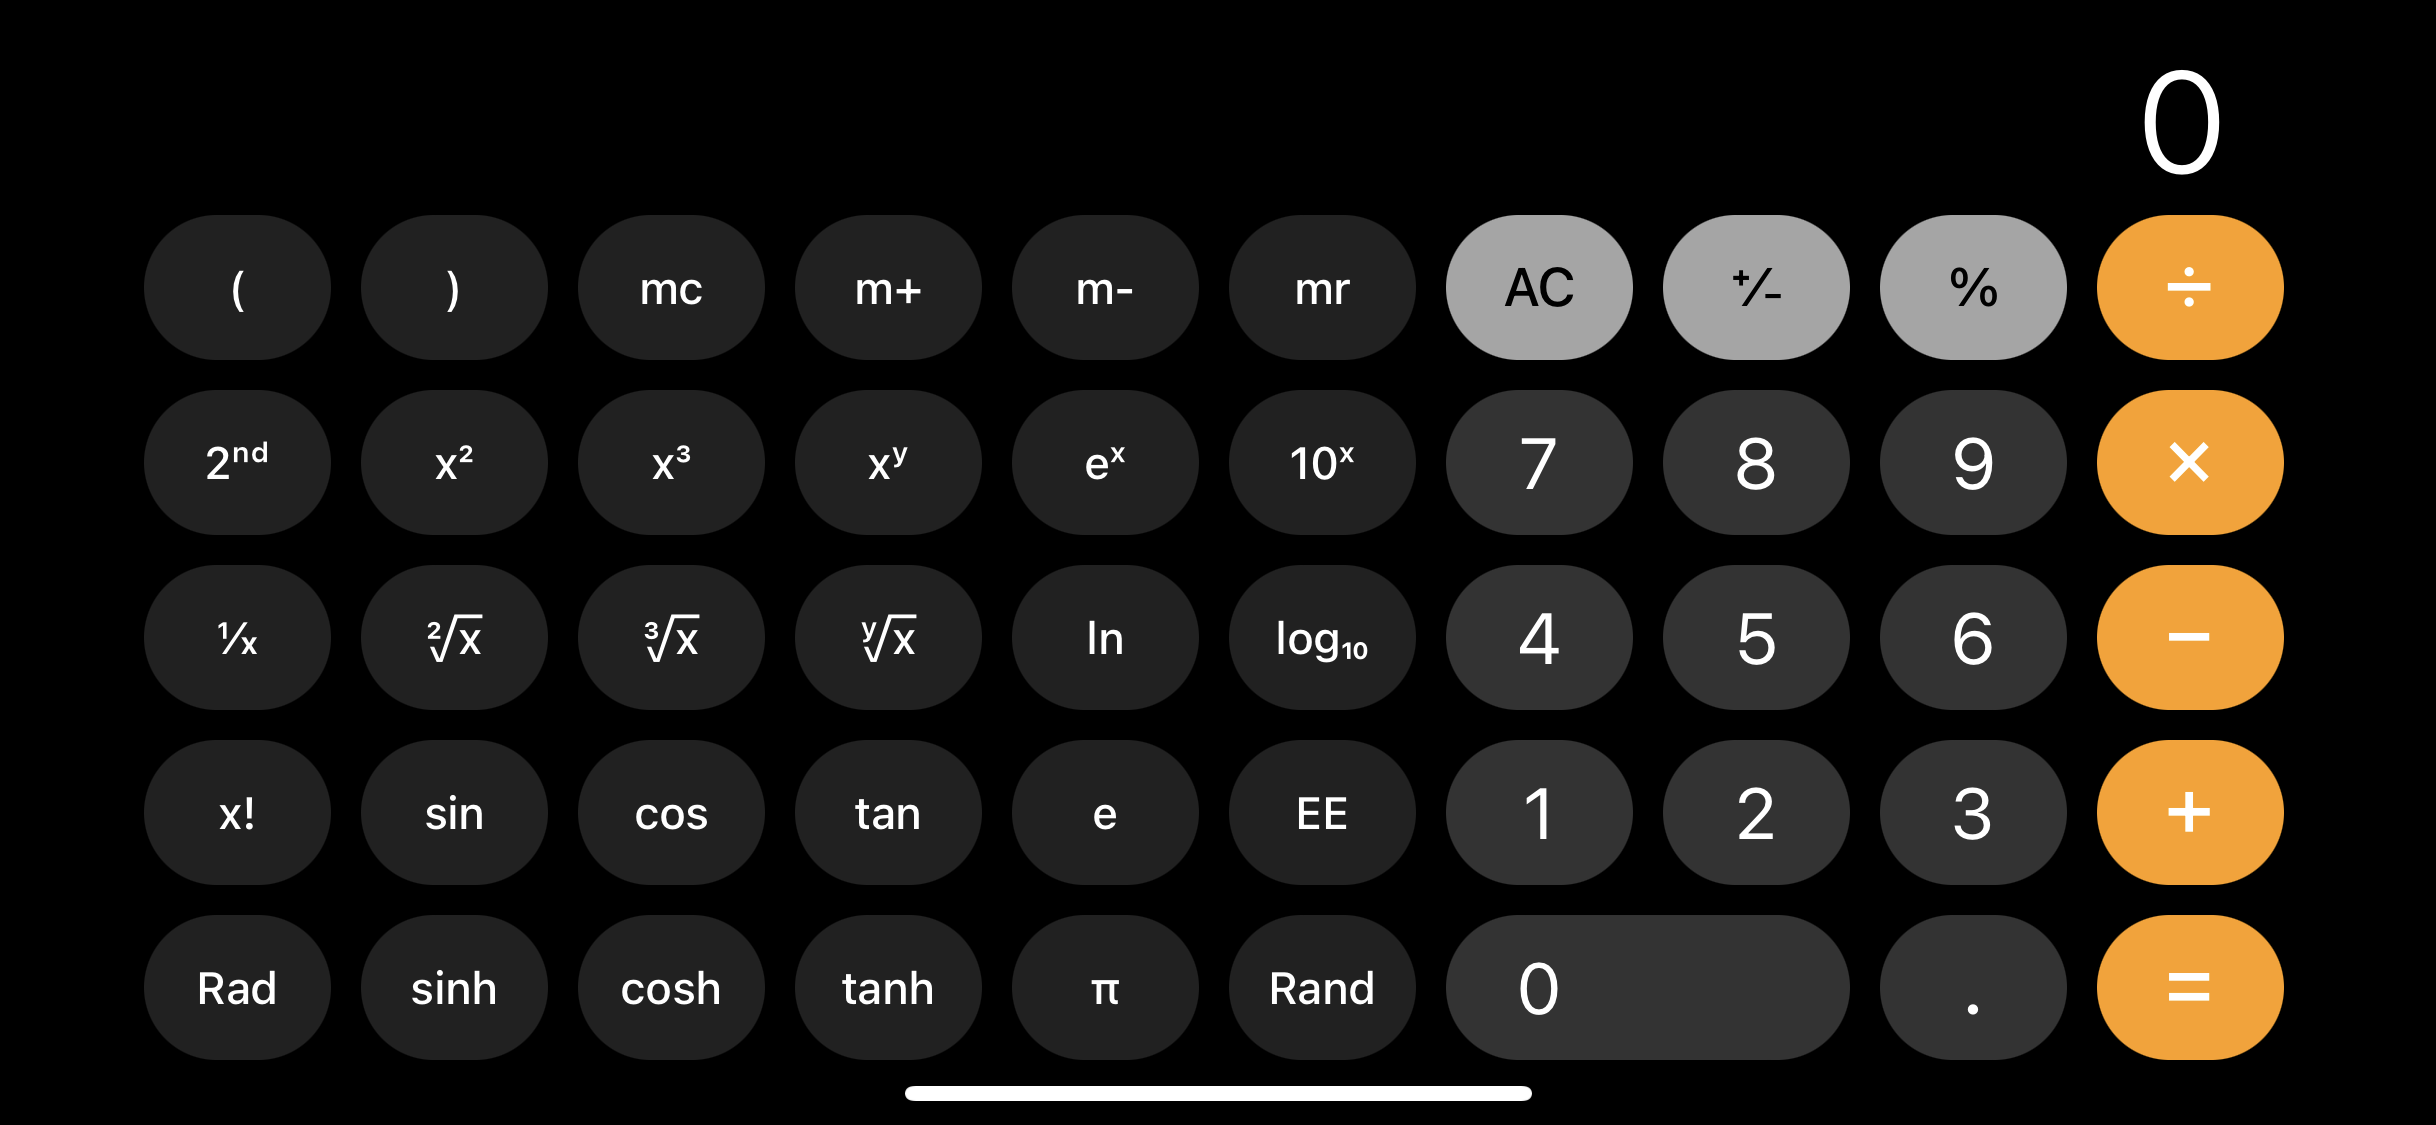 0
( ) mc m+ m- mr AC ⁺⁄₋ % ÷
2ⁿᵈ x² x³ xʸ eˣ 10ˣ 7 8 9 ×
¹⁄ₓ ²√x ³√x ʸ√x ln log₁₀ 4 5 6 −
x! sin cos tan e EE 1 2 3 +
Rad sinh cosh tanh π Rand 0 . =